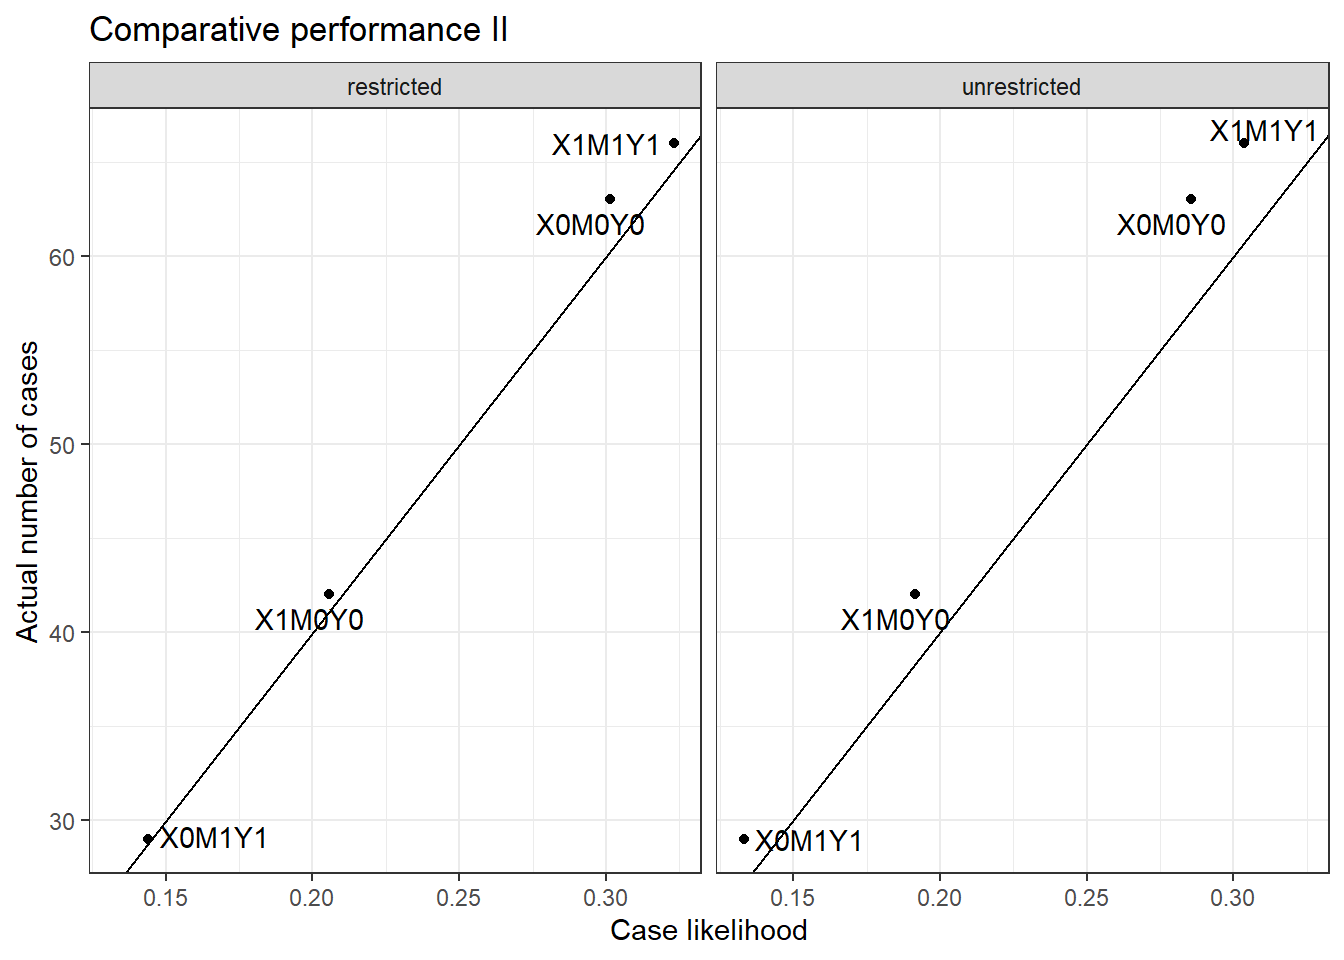 Comparative performance II
restricted
unrestricted
Actual number of cases
60
50
40
30
X1M1Y1
X0M0Y0
X1M0Y0
X0M1Y1
X1M1Y1
X0M0Y0
X1M0Y0
X0M1Y1
0.15 0.20 0.25 0.30
0.15 0.20 0.25 0.30
Case likelihood